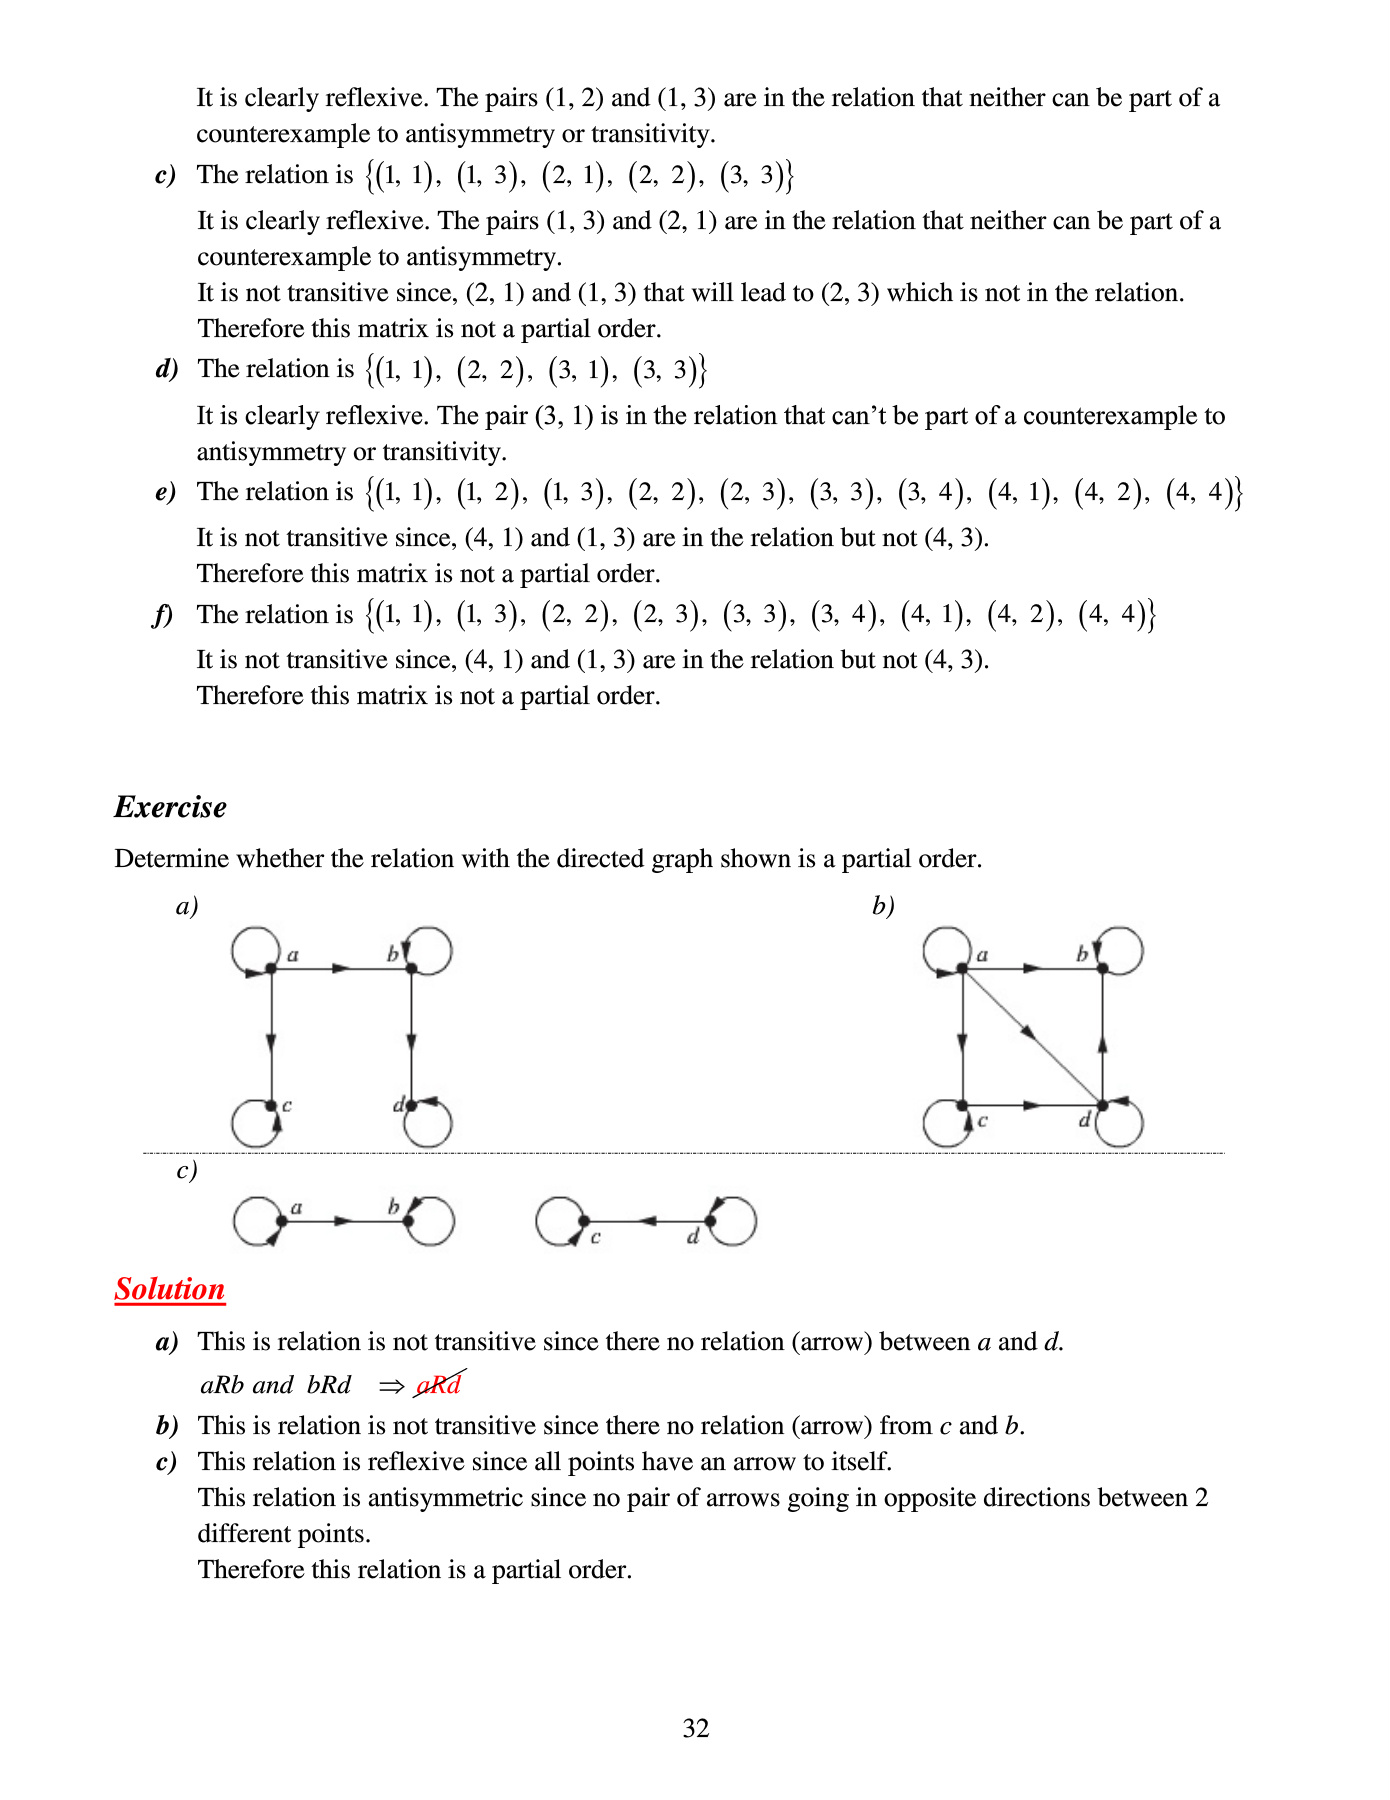 It is clearly reflexive. The pairs (1, 2) and (1, 3) are in the relation that neither can be part of a
counterexample to antisymmetry or transitivity.
c) The relation is {(1, 1), (1, 3), (2, 1), (2, 2), (3, 3)}
It is clearly reflexive. The pairs (1, 3) and (2, 1) are in the relation that neither can be part of a
counterexample to antisymmetry.
It is not transitive since, (2, 1) and (1, 3) that will lead to (2, 3) which is not in the relation.
Therefore this matrix is not a partial order.
d) The relation is {(1, 1), (2, 2), (3, 1), (3, 3)}
It is clearly reflexive. The pair (3, 1) is in the relation that can’t be part of a counterexample to
antisymmetry or transitivity.
e) The relation is {(1, 1), (1, 2), (1, 3), (2, 2), (2, 3), (3, 3), (3, 4), (4, 1), (4, 2), (4, 4)}
It is not transitive since, (4, 1) and (1, 3) are in the relation but not (4, 3).
Therefore this matrix is not a partial order.
f) The relation is {(1, 1), (1, 3), (2, 2), (2, 3), (3, 3), (3, 4), (4, 1), (4, 2), (4, 4)}
It is not transitive since, (4, 1) and (1, 3) are in the relation but not (4, 3).
Therefore this matrix is not a partial order.
Exercise
Determine whether the relation with the directed graph shown is a partial order.
a) b)
a b a b
c d c d
c)
a b c d
Solution
a) This is relation is not transitive since there no relation (arrow) between a and d.
aRb and bRd ⇒ aRd
b) This is relation is not transitive since there no relation (arrow) from c and b.
c) This relation is reflexive since all points have an arrow to itself.
This relation is antisymmetric since no pair of arrows going in opposite directions between 2
different points.
Therefore this relation is a partial order.
32